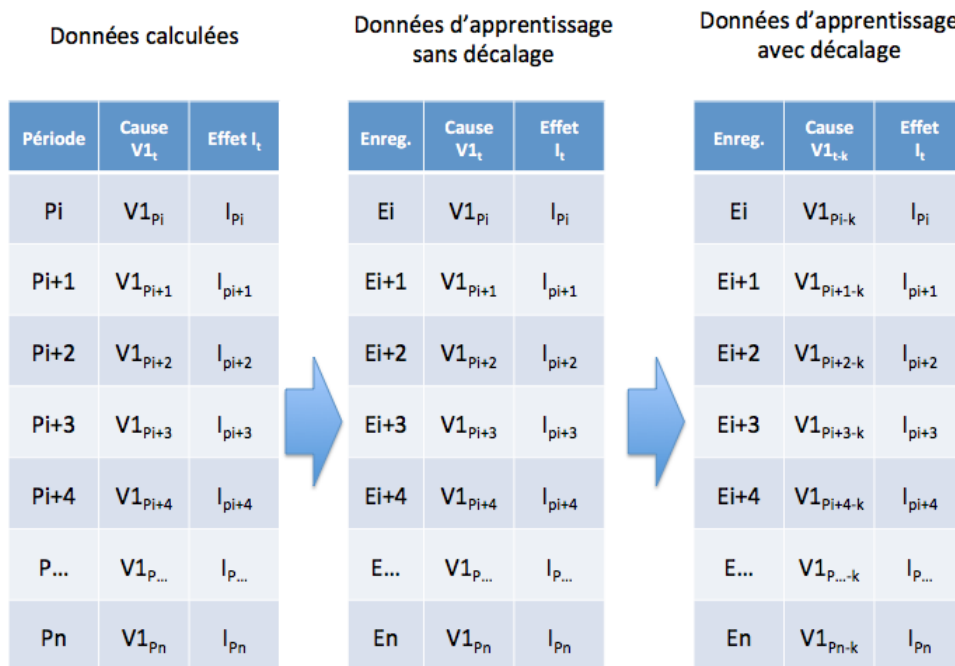 Données calculées
Données d'apprentissage
sans décalage
Données d'apprentissage
avec décalage
Période Cause V1t Effet It
Pi V1Pi IPi
Pi+1 V1Pi+1 Ipi+1
Pi+2 V1Pi+2 Ipi+2
Pi+3 V1Pi+3 Ipi+3
Pi+4 V1Pi+4 Ipi+4
P... V1P... IP...
Pn V1Pn IPn
Enreg. Cause V1t Effet It
Ei V1Pi IPi
Ei+1 V1Pi+1 Ipi+1
Ei+2 V1Pi+2 Ipi+2
Ei+3 V1Pi+3 Ipi+3
Ei+4 V1Pi+4 Ipi+4
E... V1P... IP...
En V1Pn IPn
Enreg. Cause V1t-k Effet It
Ei V1Pi-k IPi
Ei+1 V1Pi+1-k Ipi+1
Ei+2 V1Pi+2-k Ipi+2
Ei+3 V1Pi+3-k Ipi+3
Ei+4 V1Pi+4-k Ipi+4
E... V1P...-k IP...
En V1Pn-k IPn